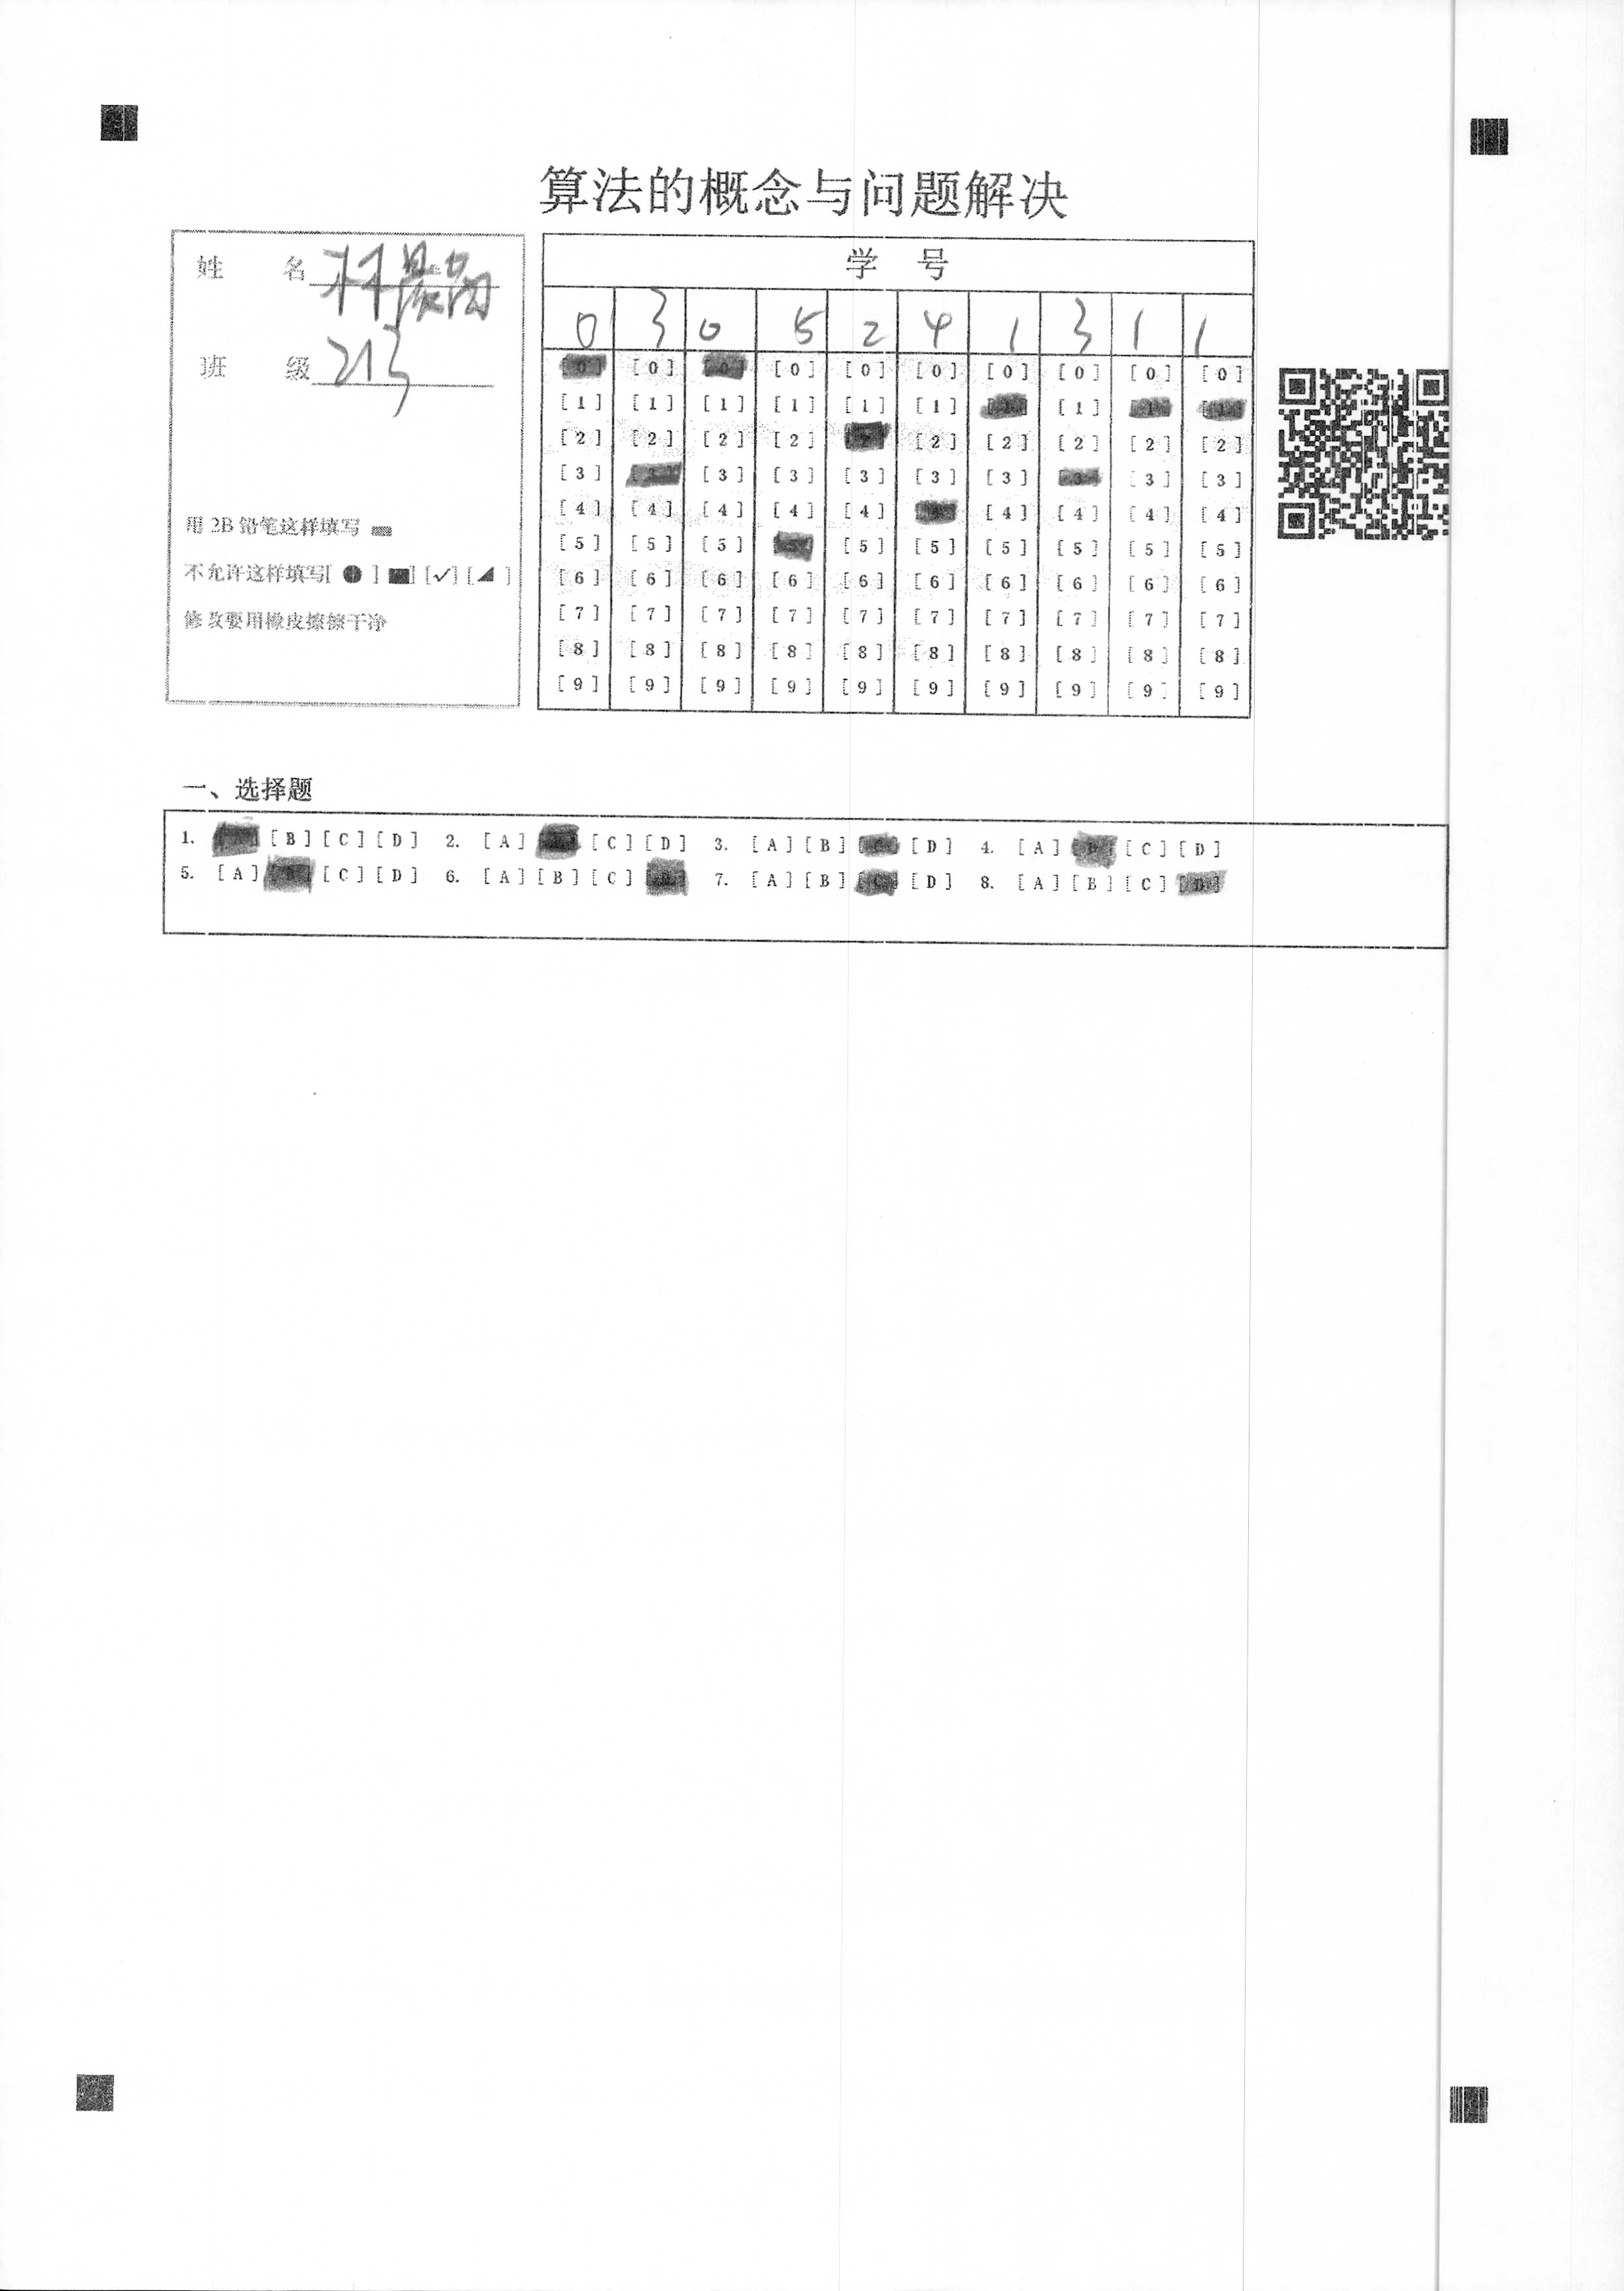 算法的概念与问题解决
姓 名 林
班 级 213
用 2B 铅笔这样填写
不允许这样填写[ ● ] ■] [✓] [◢ ]
修改要用橡皮擦擦干净
学 号
0 3 0 5 2 4 1 3 1 1
[0] [0] [0] [0] [0] [0] [0] [0] [0] [0]
[1] [1] [1] [1] [1] [1] [1] [1] [1] [1]
[2] [2] [2] [2] [2] [2] [2] [2] [2] [2]
[3] [3] [3] [3] [3] [3] [3] [3] [3] [3]
[4] [4] [4] [4] [4] [4] [4] [4] [4] [4]
[5] [5] [5] [5] [5] [5] [5] [5] [5] [5]
[6] [6] [6] [6] [6] [6] [6] [6] [6] [6]
[7] [7] [7] [7] [7] [7] [7] [7] [7] [7]
[8] [8] [8] [8] [8] [8] [8] [8] [8] [8]
[9] [9] [9] [9] [9] [9] [9] [9] [9] [9]
一、选择题
1. [B] [C] [D] 2. [A] [C] [D] 3. [A] [B] [D] 4. [A] [C] [D]
5. [A] [C] [D] 6. [A] [B] [C] 7. [A] [B] [D] 8. [A] [B] [C] [D]